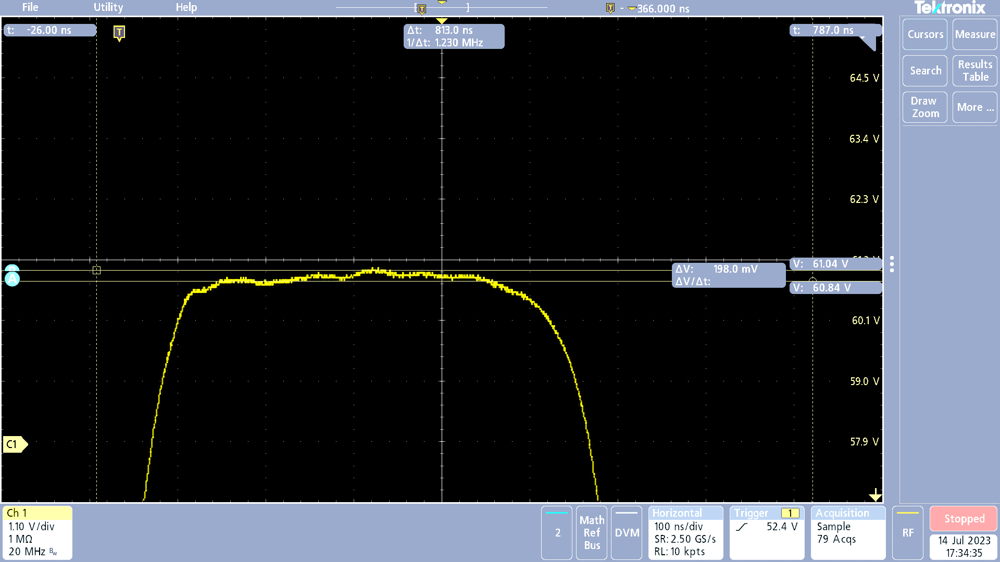 File Utility Help
T
T - 366.000 ns
Tektronix
t: -26.00 ns
T
Δt: 813.0 ns
1/Δt: 1.230 MHz
t: 787.0 ns
Cursors
Measure
Search
Results
Table
Draw
Zoom
More ...
64.5 V
63.4 V
62.3 V
V: 61.04 V
ΔV: 198.0 mV
ΔV/Δt:
V: 60.84 V
A
60.1 V
59.0 V
57.9 V
C1
Ch 1
1.10 V/div
1 MΩ
20 MHz BW
2
Math
Ref
Bus
DVM
Horizontal
100 ns/div
SR: 2.50 GS/s
RL: 10 kpts
Trigger 1
52.4 V
Acquisition
Sample
79 Acqs
RF
Stopped
14 Jul 2023
17:34:35